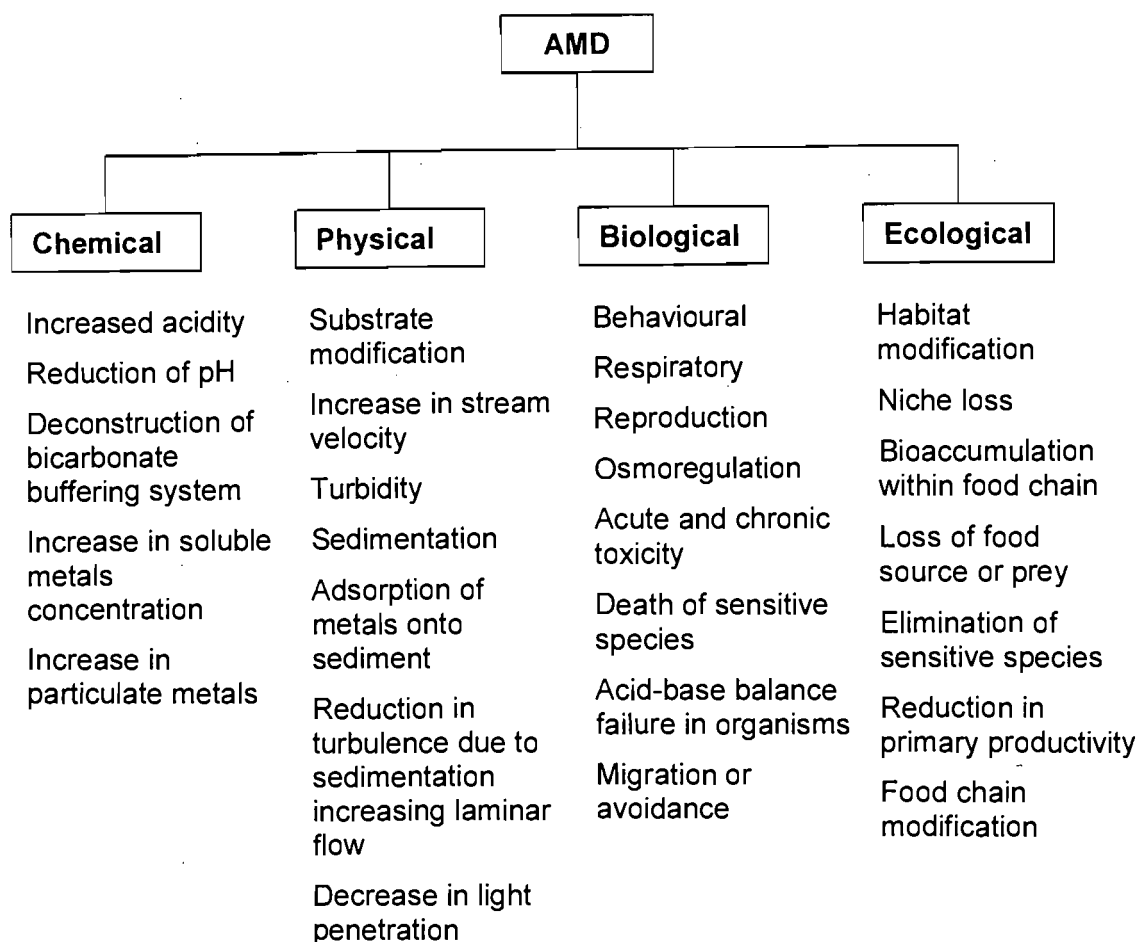 AMD
Chemical
Increased acidity
Reduction of pH
Deconstruction of
bicarbonate
buffering system
Increase in soluble
metals
concentration
Increase in
particulate metals
Physical
Substrate
modification
Increase in stream
velocity
Turbidity
Sedimentation
Adsorption of
metals onto
sediment
Reduction in
turbulence due to
sedimentation
increasing laminar
flow
Decrease in light
penetration
Biological
Behavioural
Respiratory
Reproduction
Osmoregulation
Acute and chronic
toxicity
Death of sensitive
species
Acid-base balance
failure in organisms
Migration or
avoidance
Ecological
Habitat
modification
Niche loss
Bioaccumulation
within food chain
Loss of food
source or prey
Elimination of
sensitive species
Reduction in
primary productivity
Food chain
modification